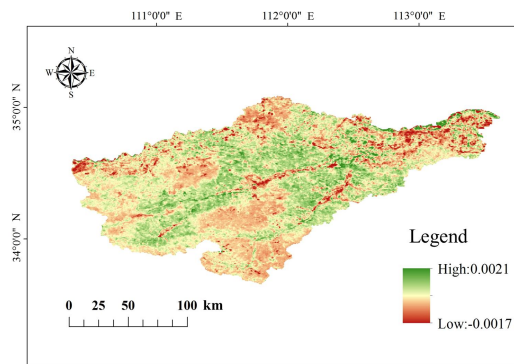 111°0'0" E 112°0'0" E 113°0'0" E
N
W E
S
35°0'0" N
34°0'0" N
Legend
High:0.0021
Low:-0.0017
0 25 50 100 km